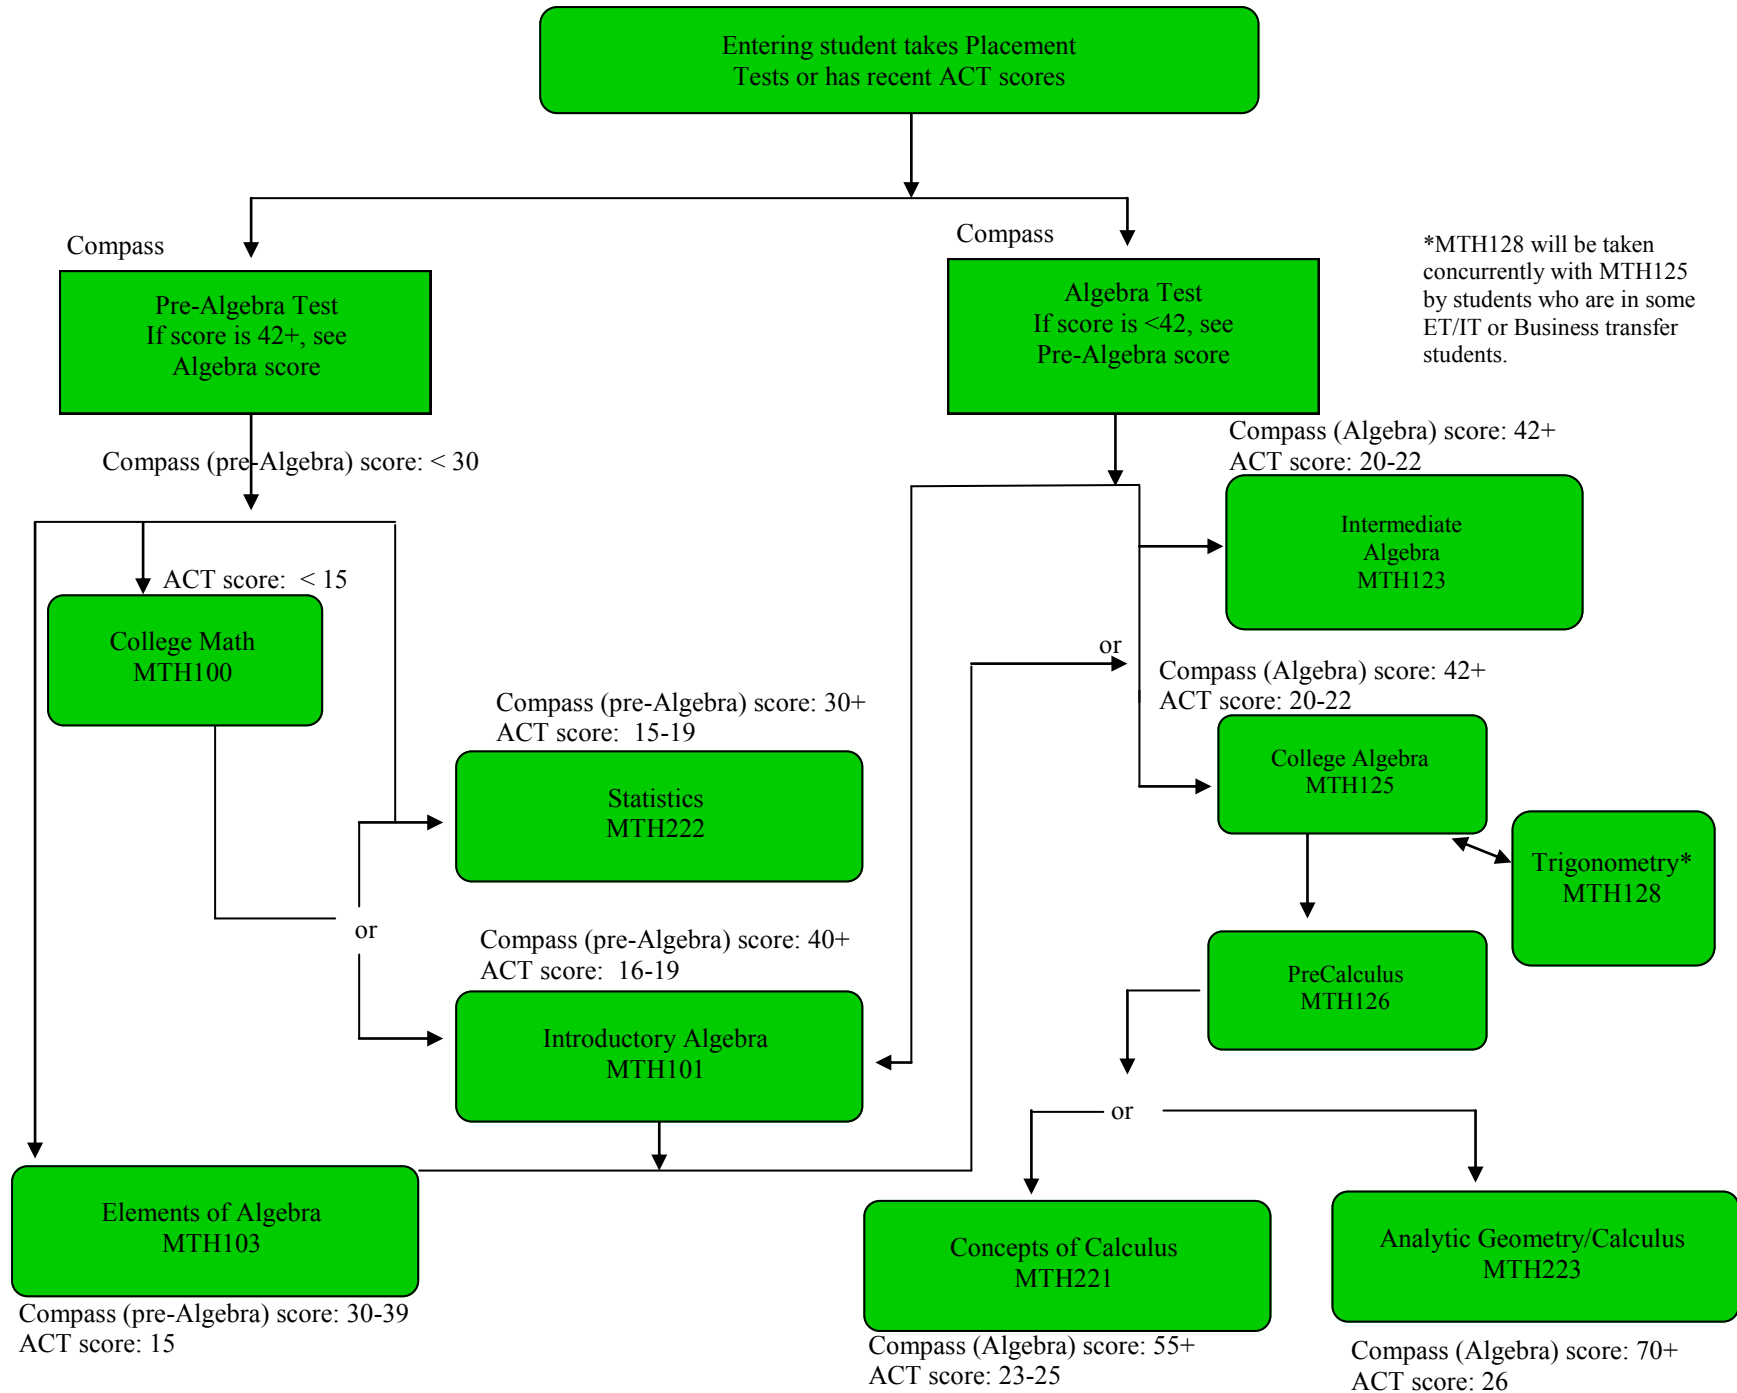 Entering student takes Placement
Tests or has recent ACT scores
Compass
Compass
*MTH128 will be taken
concurrently with MTH125
by students who are in some
ET/IT or Business transfer
students.
Pre-Algebra Test
If score is 42+, see
Algebra score
Algebra Test
If score is <42, see
Pre-Algebra score
Compass (pre-Algebra) score: < 30
Compass (Algebra) score: 42+
ACT score: 20-22
Intermediate
Algebra
MTH123
ACT score:  < 15
College Math
MTH100
or
Compass (Algebra) score: 42+
ACT score: 20-22
Compass (pre-Algebra) score: 30+
ACT score:  15-19
Statistics
MTH222
College Algebra
MTH125
Trigonometry*
MTH128
or
Compass (pre-Algebra) score: 40+
ACT score:  16-19
PreCalculus
MTH126
Introductory Algebra
MTH101
or
Elements of Algebra
MTH103
Concepts of Calculus
MTH221
Analytic Geometry/Calculus
MTH223
Compass (pre-Algebra) score: 30-39
ACT score: 15
Compass (Algebra) score: 55+
ACT score: 23-25
Compass (Algebra) score: 70+
ACT score: 26